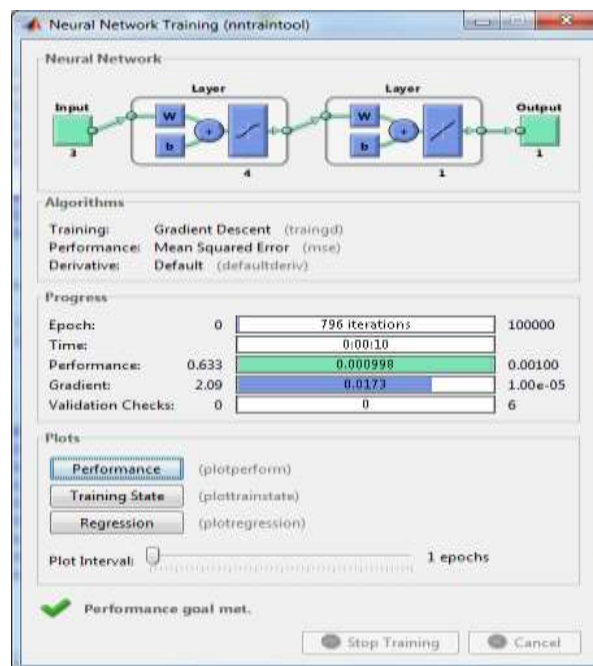 Neural Network Training (nntraintool)
Neural Network
Layer Layer
Input Output
W W
b + b +
3 4 1 1
Algorithms
Training: Gradient Descent (traingd)
Performance: Mean Squared Error (mse)
Derivative: Default (defaultderiv)
Progress
Epoch: 0 796 iterations 100000
Time: 0:00:10
Performance: 0.633 0.000998 0.00100
Gradient: 2.09 0.0173 1.00e-05
Validation Checks: 0 0 6
Plots
Performance (plotperform)
Training State (plottrainstate)
Regression (plotregression)
Plot Interval: 1 epochs
Performance goal met.
Stop Training Cancel